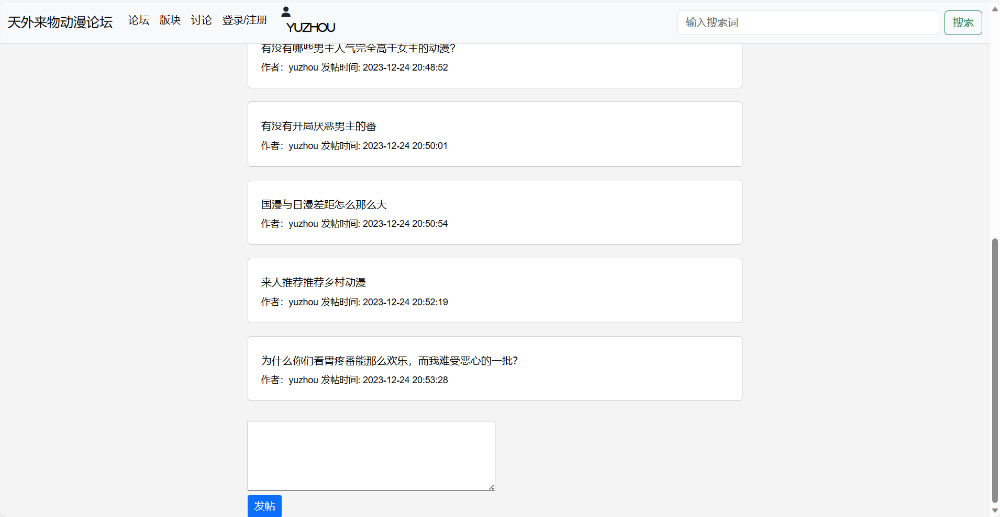 天外来物动漫论坛 论坛 版块 讨论 登录/注册 YUZHOU 输入搜索词 搜索
有没有哪些男主人气完全高于女主的动漫?
作者：yuzhou 发帖时间: 2023-12-24 20:48:52
有没有开局厌恶男主的番
作者：yuzhou 发帖时间: 2023-12-24 20:50:01
国漫与日漫差距怎么那么大
作者：yuzhou 发帖时间: 2023-12-24 20:50:54
来人推荐推荐乡村动漫
作者：yuzhou 发帖时间: 2023-12-24 20:52:19
为什么你们看胃疼番能那么欢乐，而我难受恶心的一批?
作者：yuzhou 发帖时间: 2023-12-24 20:53:28
发帖